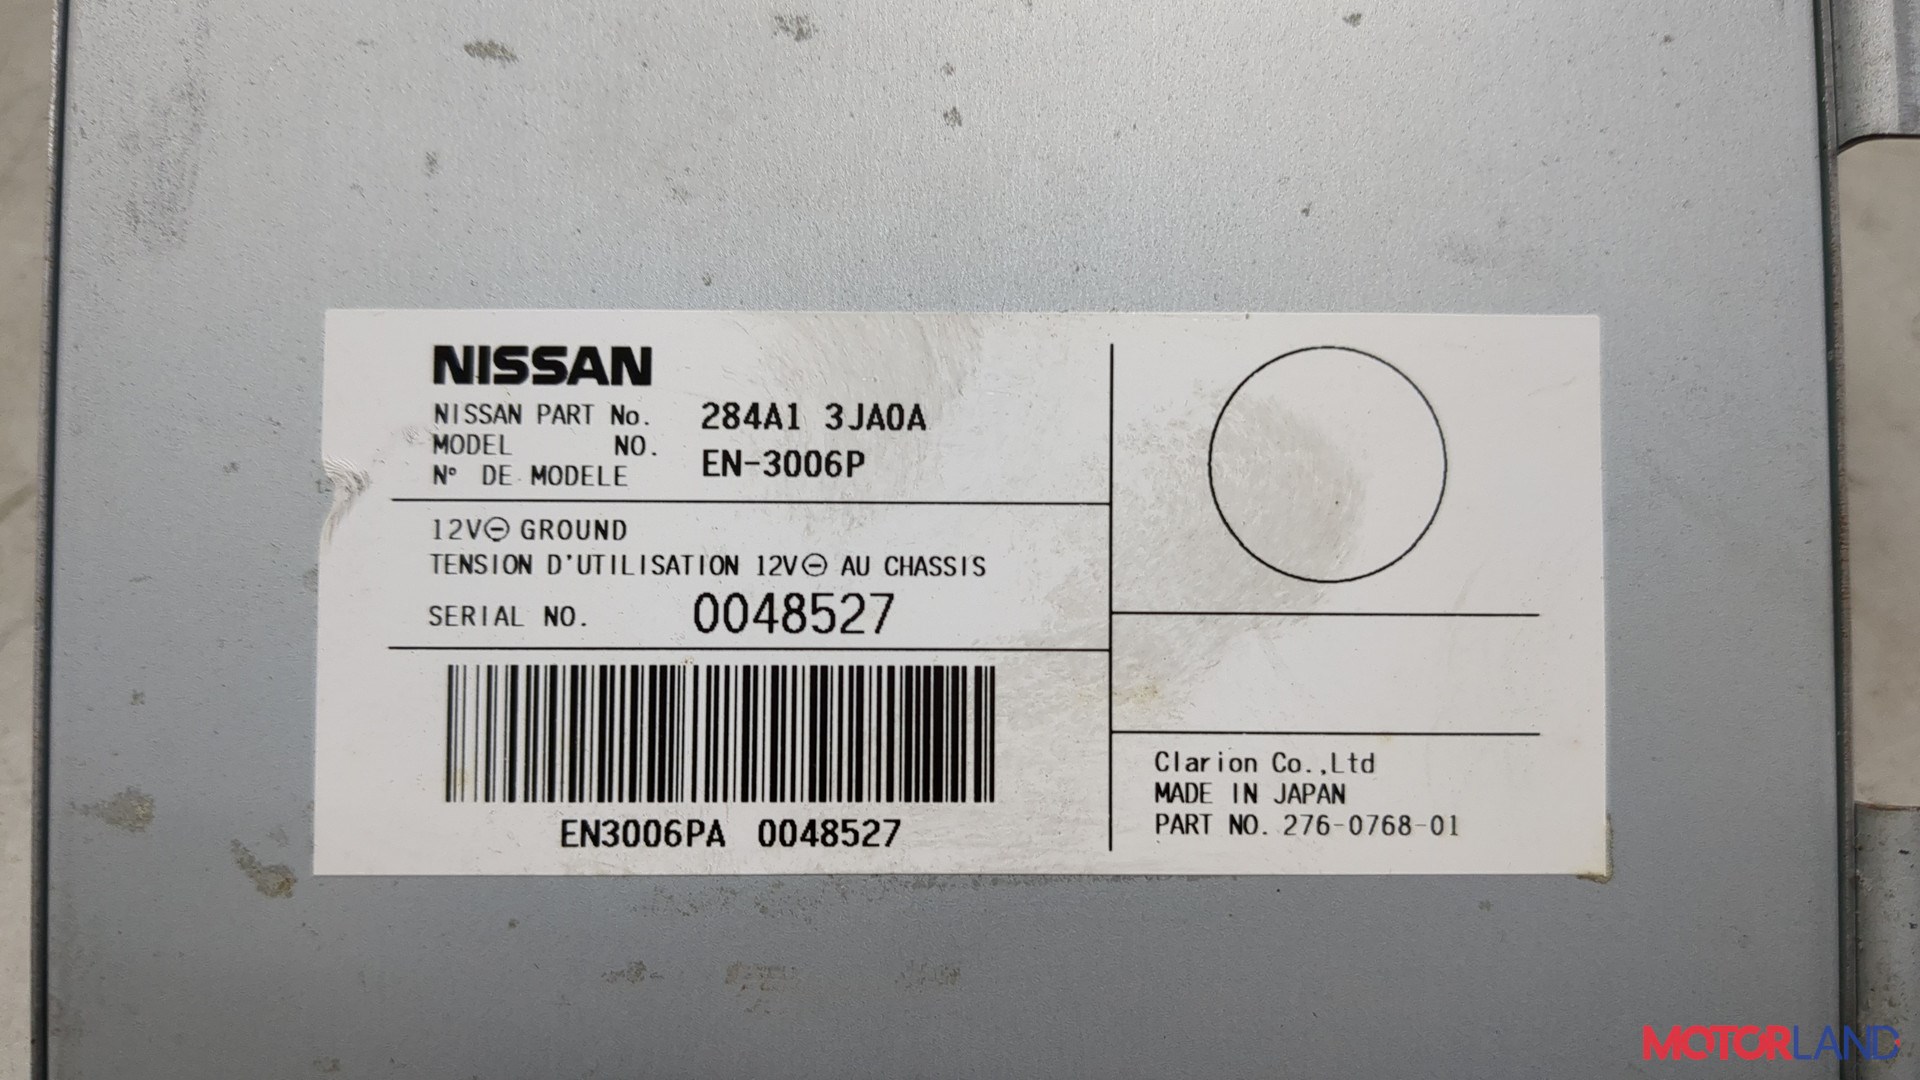 NISSAN
NISSAN PART No. 284A1 3JA0A
MODEL NO. EN-3006P
N° DE MODELE
12V⊖ GROUND
TENSION D'UTILISATION 12V⊖ AU CHASSIS
SERIAL NO. 0048527
EN3006PA 0048527
Clarion Co.,Ltd
MADE IN JAPAN
PART NO. 276-0768-01
MOTORLAND